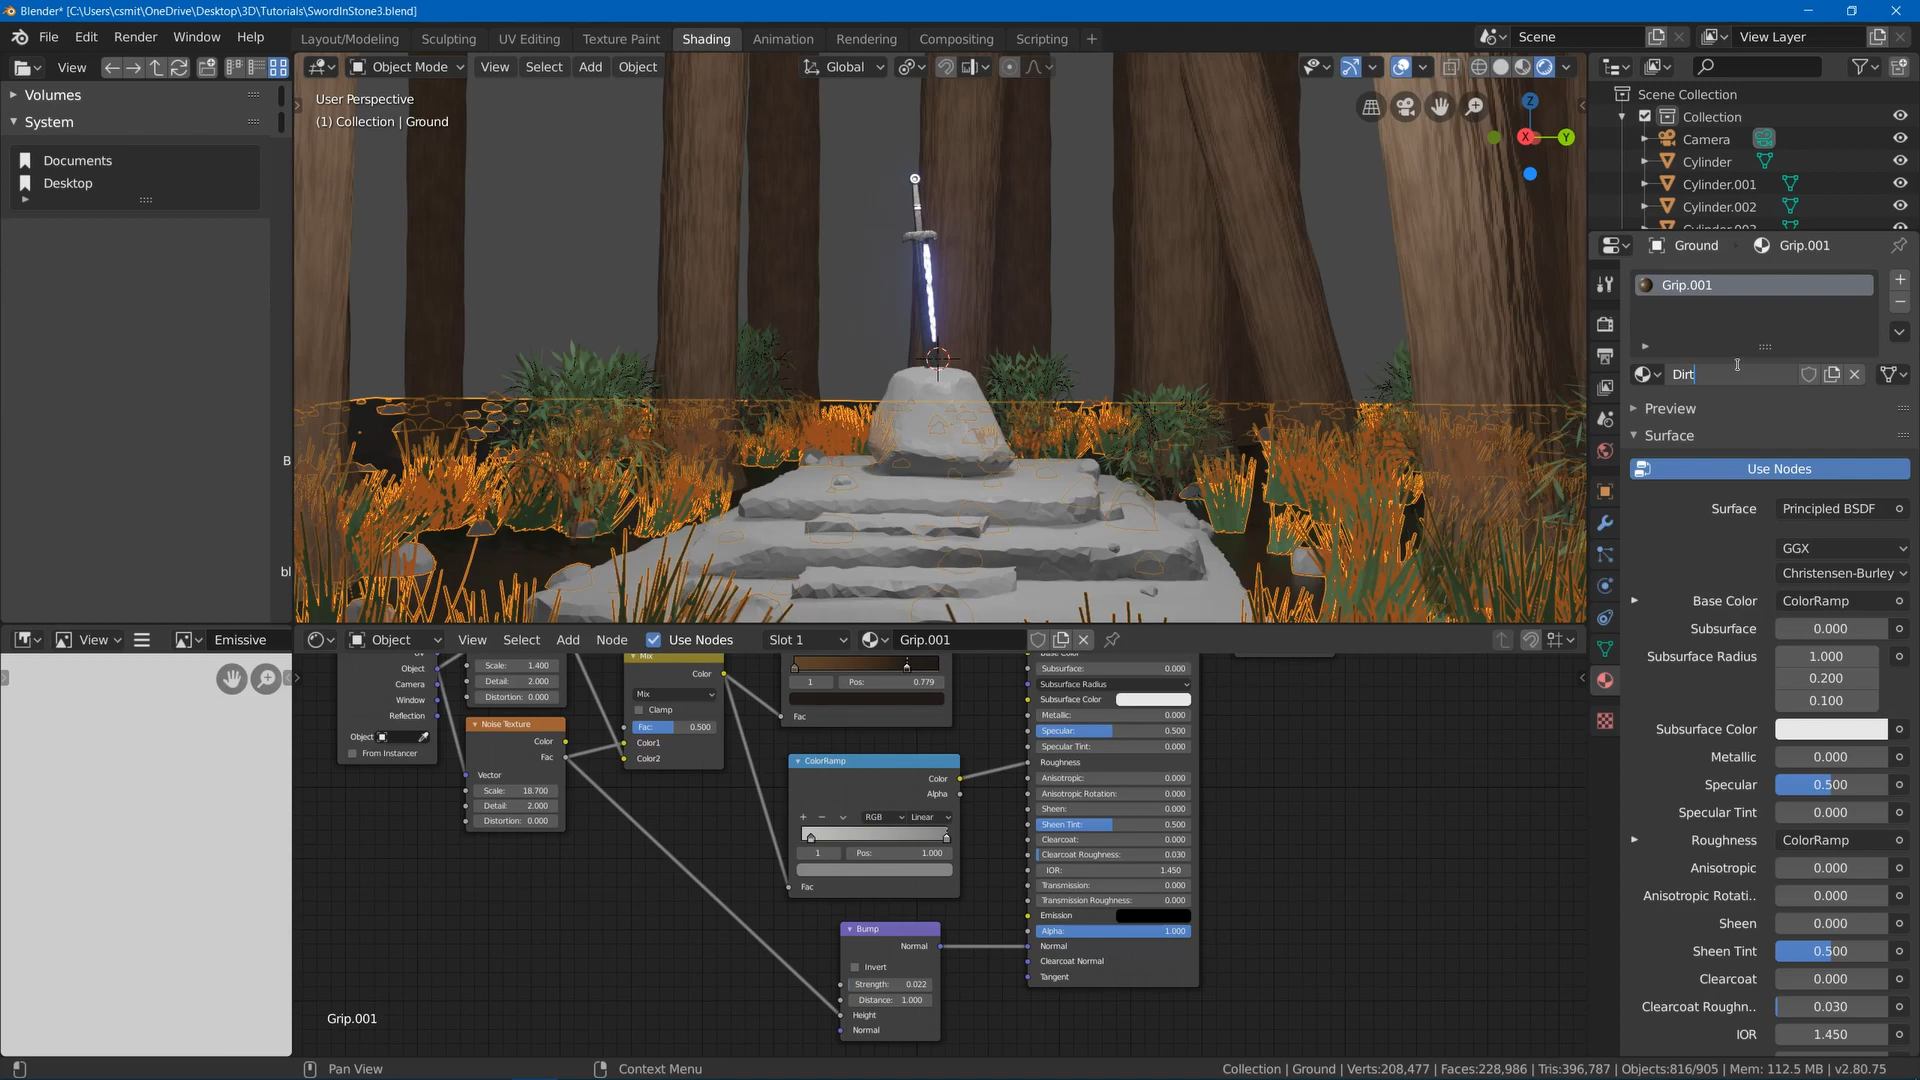 Blender* [C:\Users\csmit\OneDrive\Desktop\3D\Tutorials\SwordInStone3.blend]
File Edit Render Window Help
Layout/Modeling Sculpting UV Editing Texture Paint Shading Animation Rendering Compositing Scripting +
Scene
View Layer
View
Object Mode View Select Add Object
Global
Volumes
System
Documents
Desktop
B
bl
User Perspective
(1) Collection | Ground
Z
X
Y
Scene Collection
Collection
Camera
Cylinder
Cylinder.001
Cylinder.002
Ground
Grip.001
Grip.001
Dirt
Preview
Surface
Use Nodes
Surface Principled BSDF
GGX
Christensen-Burley
Base Color ColorRamp
Subsurface 0.000
Subsurface Radius 1.000
0.200
0.100
Subsurface Color
Metallic 0.000
Specular 0.500
Specular Tint 0.000
Roughness ColorRamp
Anisotropic 0.000
Anisotropic Rotati.. 0.000
Sheen 0.000
Sheen Tint 0.500
Clearcoat 0.000
Clearcoat Roughn.. 0.030
IOR 1.450
View
Emissive
Object View Select Add Node Use Nodes Slot 1 Grip.001
Object
Camera
Window
Reflection
Object
From Instancer
Scale: 1.400
Detail: 2.000
Distortion: 0.000
Noise Texture
Color
Fac
Vector
Scale: 18.700
Detail: 2.000
Distortion: 0.000
Mix
Color
Mix
Clamp
Fac: 0.500
Color1
Color2
1 Pos: 0.779
Fac
ColorRamp
Color
Alpha
RGB Linear
1 Pos: 1.000
Fac
Bump
Normal
Invert
Strength: 0.022
Distance: 1.000
Height
Normal
Base Color
Subsurface: 0.000
Subsurface Radius
Subsurface Color
Metallic: 0.000
Specular: 0.500
Specular Tint: 0.000
Roughness
Anisotropic: 0.000
Anisotropic Rotation: 0.000
Sheen: 0.000
Sheen Tint: 0.500
Clearcoat: 0.000
Clearcoat Roughness: 0.030
IOR: 1.450
Transmission: 0.000
Transmission Roughness: 0.000
Emission
Alpha: 1.000
Normal
Clearcoat Normal
Tangent
Grip.001
Pan View
Context Menu
Collection | Ground | Verts:208,477 | Faces:228,986 | Tris:396,787 | Objects:816/905 | Mem: 112.5 MB | v2.80.75